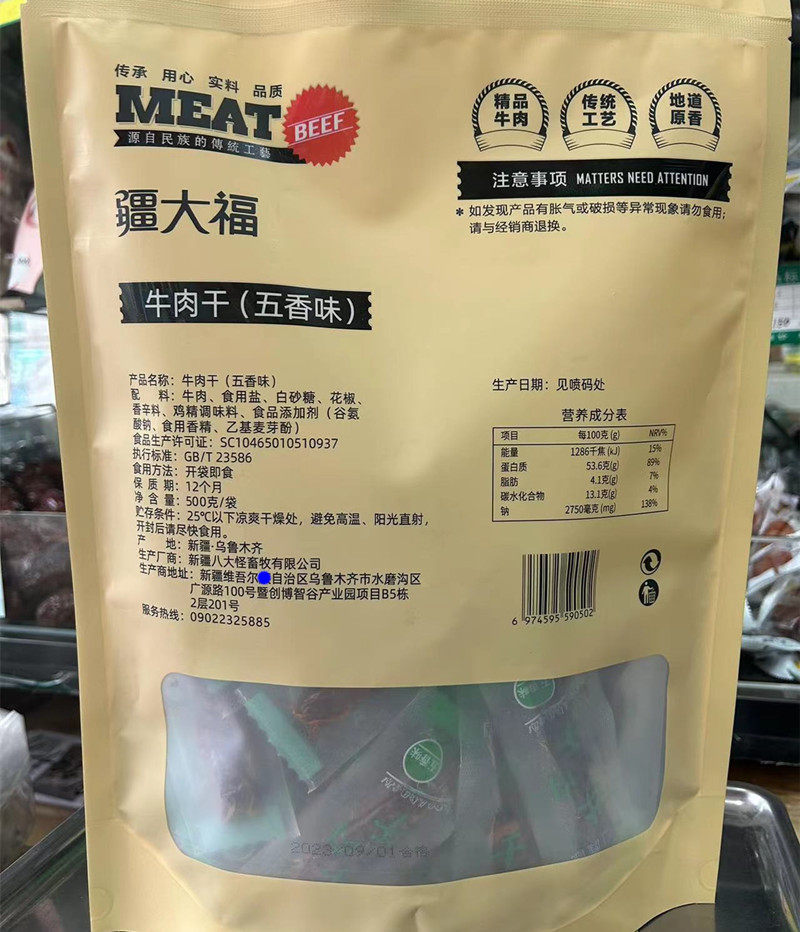 传承 用心 实料 品质
MEAT
BEEF
源自民族的傳統工藝
疆大福
牛肉干（五香味）
精品
牛肉
传统
工艺
地道
原香
注意事项 MATTERS NEED ATTENTION
* 如发现产品有胀气或破损等异常现象请勿食用；
请与经销商退换。
产品名称：牛肉干（五香味）
配 料：牛肉、食用盐、白砂糖、花椒、
香辛料、鸡精调味料、食品添加剂（谷氨
酸钠、食用香精、乙基麦芽酚）
食品生产许可证：SC10465010510937
执行标准：GB/T 23586
食用方法：开袋即食
保 质 期：12个月
净 含 量：500克/袋
贮存条件：25℃以下凉爽干燥处，避免高温、阳光直射，
开封后请尽快食用。
产 地：新疆·乌鲁木齐
生产厂商：新疆八大怪畜牧有限公司
生产商地址：新疆维吾尔自治区乌鲁木齐市水磨沟区
广源路100号暨创博智谷产业园项目B5栋
2层201号
服务热线：09022325885
生产日期：见喷码处
营养成分表
项目 每100克(g) NRV%
能量 1286千焦(kJ) 15%
蛋白质 53.6克(g) 89%
脂肪 4.1克(g) 7%
碳水化合物 13.1克(g) 4%
钠 2750毫克(mg) 138%
6 974595 590502
五香味
2023/09/01合格